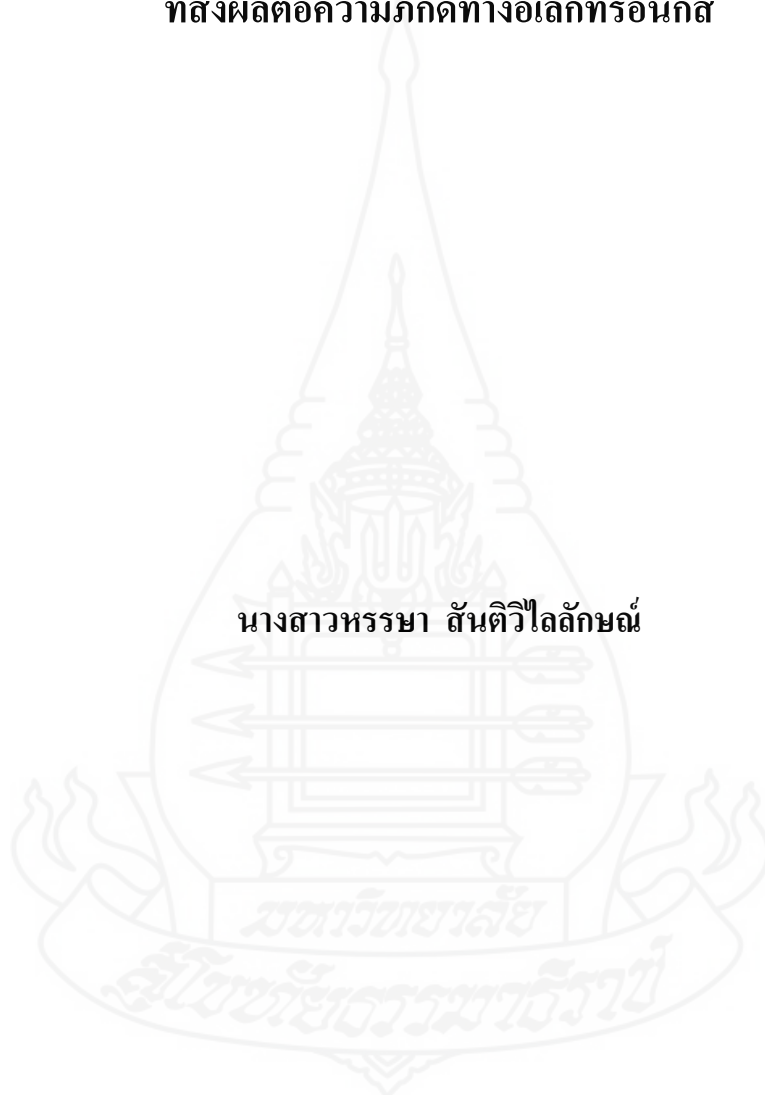 ที่ส่งผลต่อความภักดีทางอิเล็กทรอนิกส์
นางสาวหรรษา สันติวิไลลักษณ์
มหาวิทยาลัย
สุโขทัยธรรมาธิราช